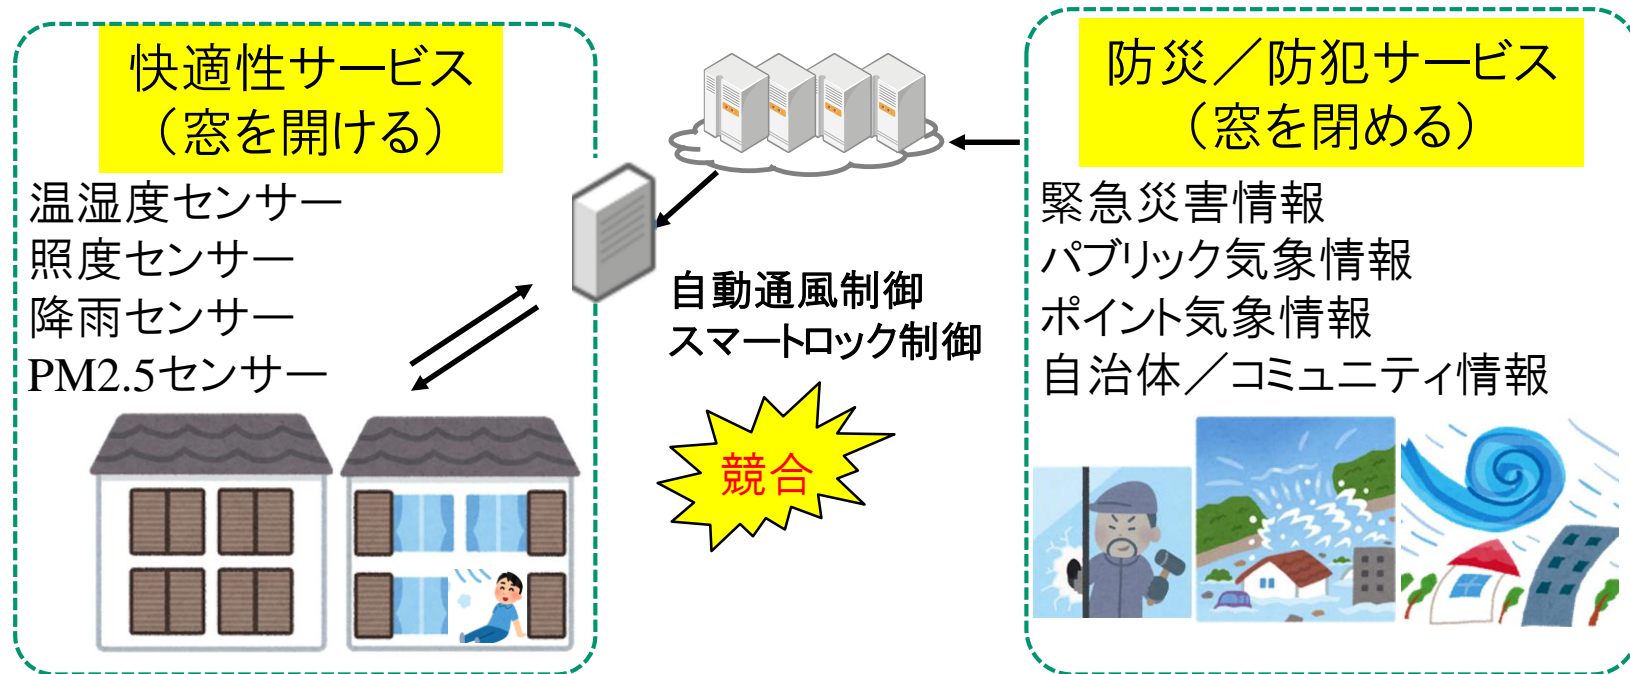 快適性サービス
（窓を開ける）
温湿度センサー
照度センサー
降雨センサー
PM2.5センサー
自動通風制御
スマートロック制御
競合
防災／防犯サービス
（窓を閉める）
緊急災害情報
パブリック気象情報
ポイント気象情報
自治体／コミュニティ情報